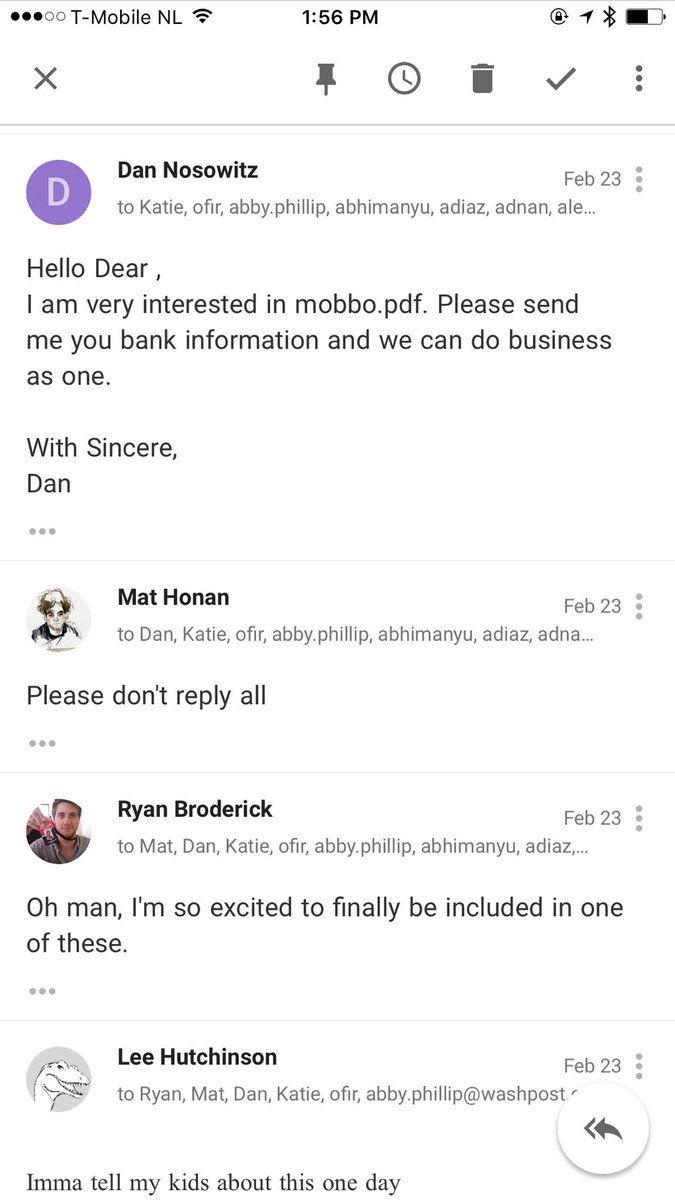 T-Mobile NL 1:56 PM
Dan Nosowitz
Feb 23
to Katie, ofir, abby.phillip, abhimanyu, adiaz, adnan, ale...
D
Hello Dear ,
I am very interested in mobbo.pdf. Please send
me you bank information and we can do business
as one.
With Sincere,
Dan
Mat Honan
Feb 23
to Dan, Katie, ofir, abby.phillip, abhimanyu, adiaz, adna...
Please don't reply all
Ryan Broderick
Feb 23
to Mat, Dan, Katie, ofir, abby.phillip, abhimanyu, adiaz,...
Oh man, I'm so excited to finally be included in one
of these.
Lee Hutchinson
Feb 23
to Ryan, Mat, Dan, Katie, ofir, abby.phillip@washpost.
Imma tell my kids about this one day